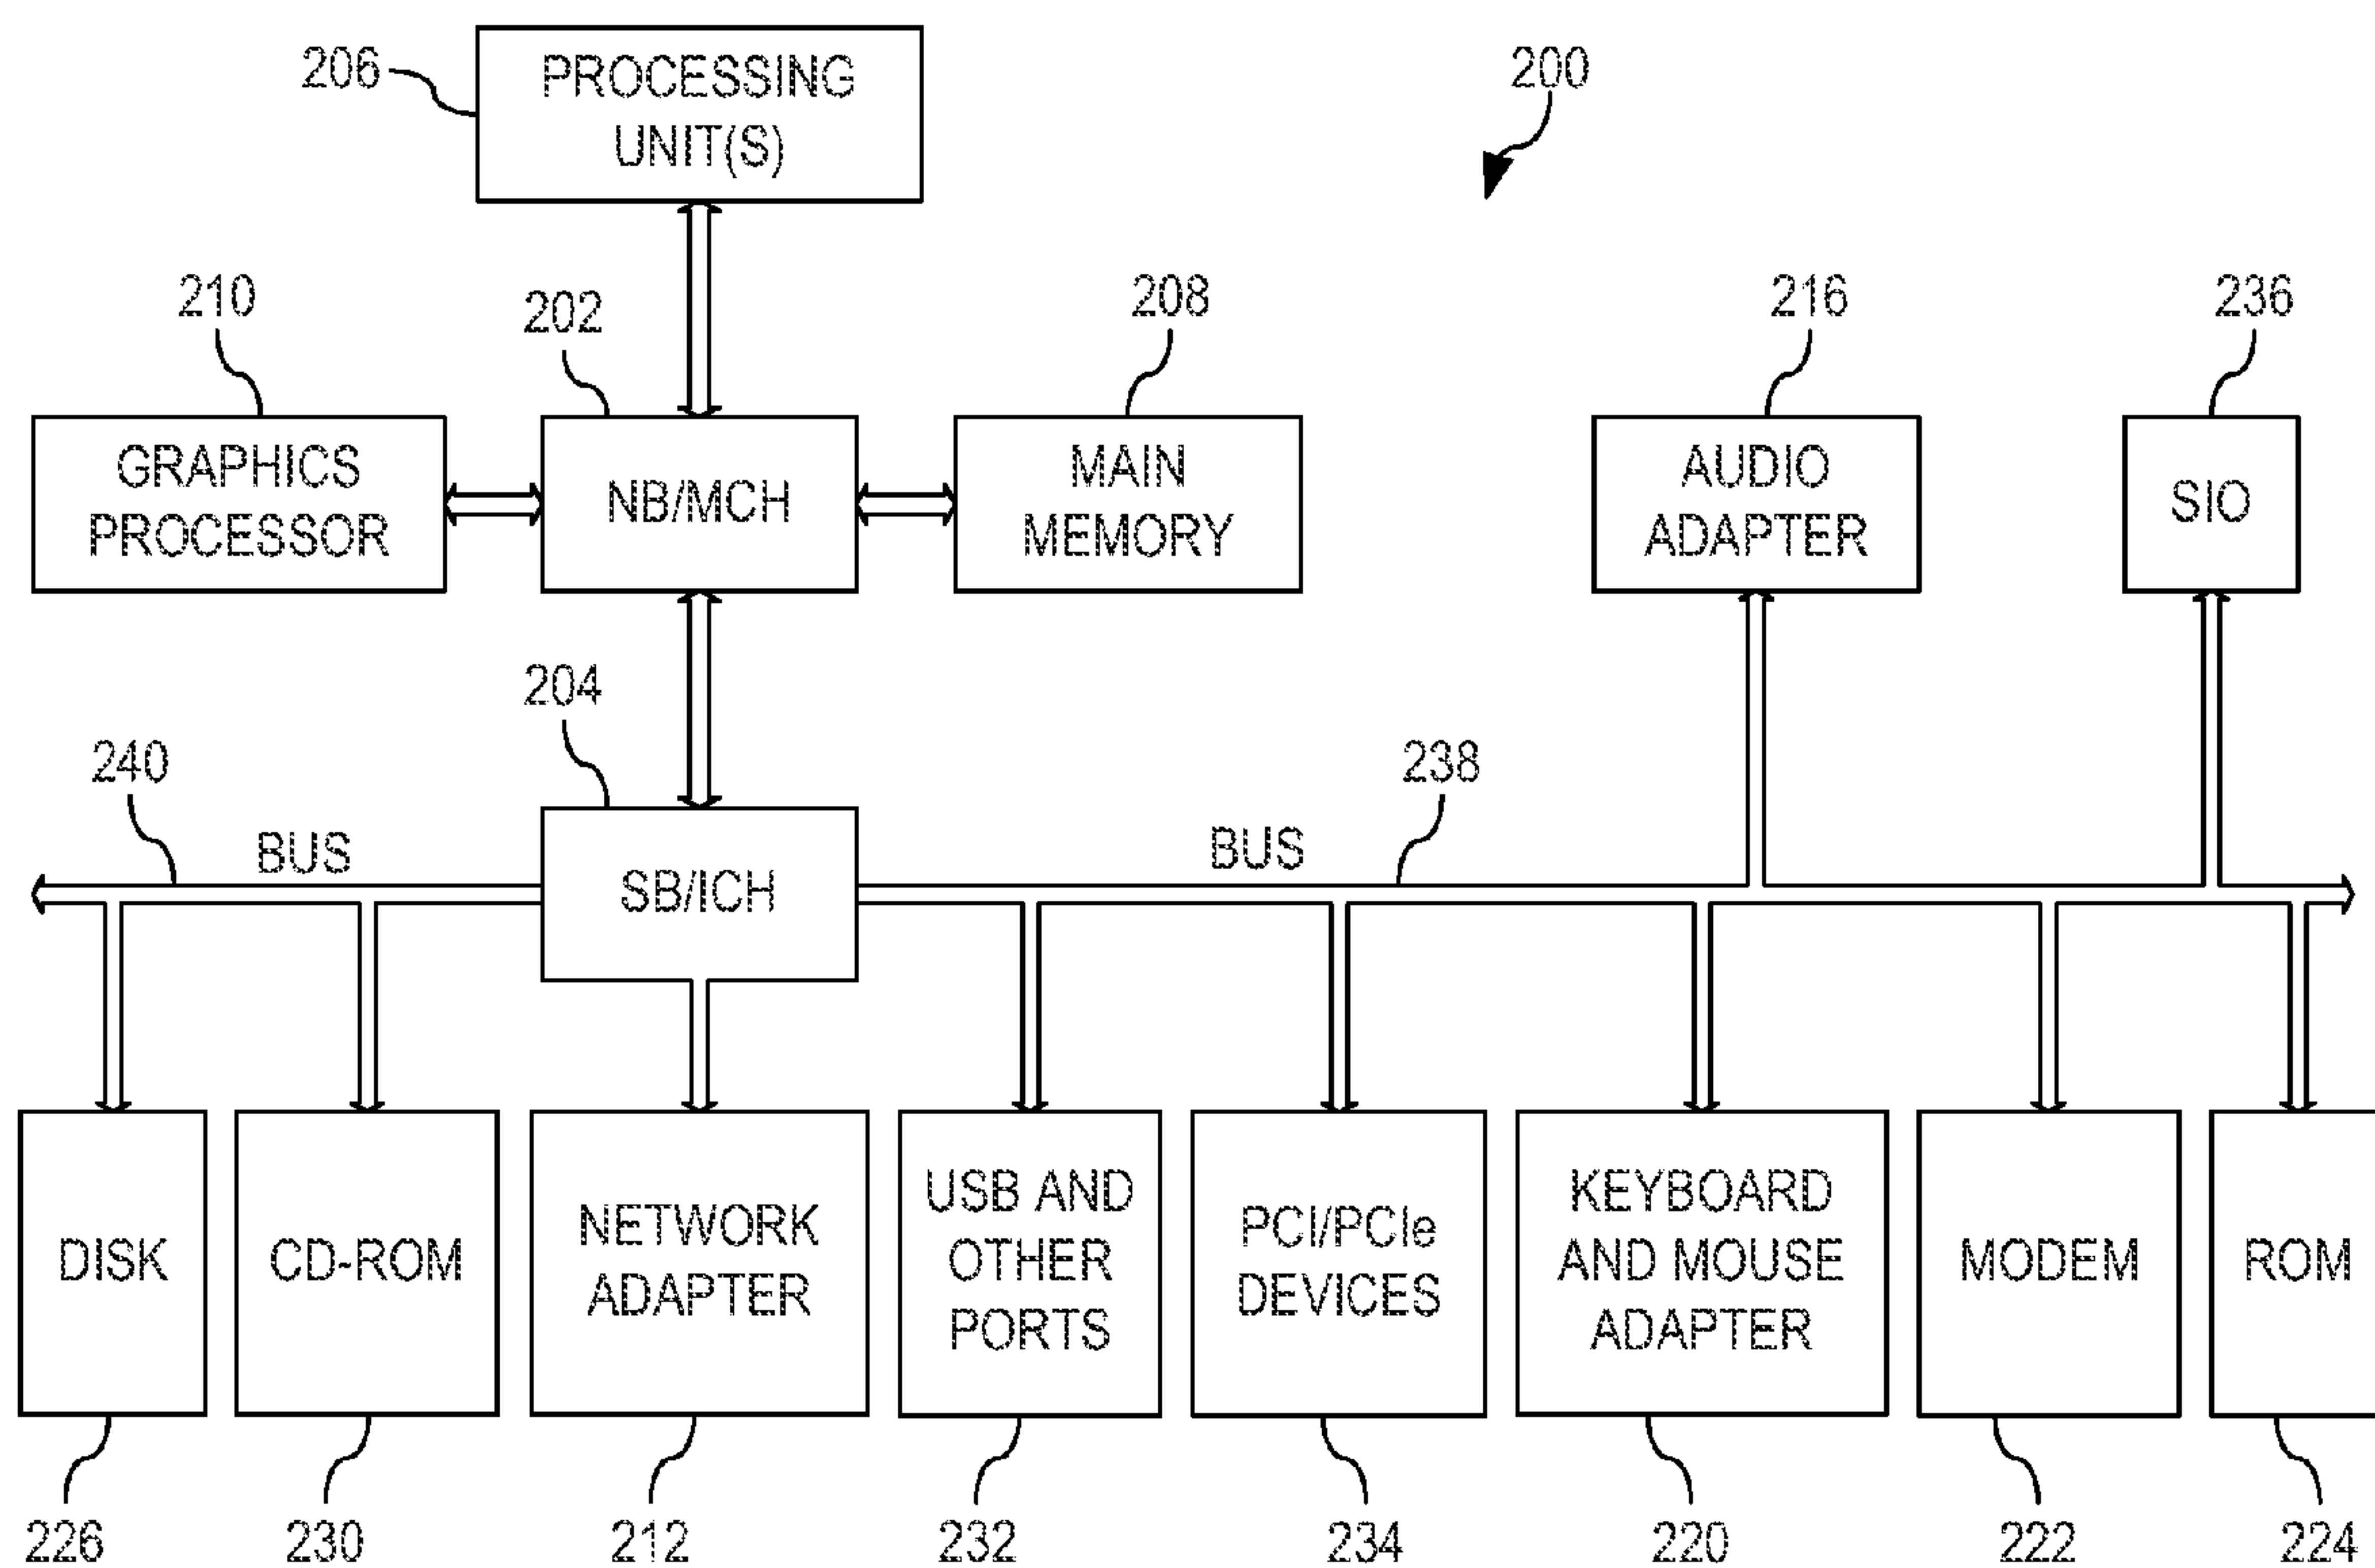 206
PROCESSING
UNIT(S)
200
210
202
208
216
236
GRAPHICS
PROCESSOR
NB/MCH
MAIN
MEMORY
AUDIO
ADAPTER
SIO
204
240
238
BUS
BUS
SB/ICH
DISK
CD-ROM
NETWORK
ADAPTER
USB AND
OTHER
PORTS
PCI/PCIe
DEVICES
KEYBOARD
AND MOUSE
ADAPTER
MODEM
ROM
226
230
212
232
234
220
222
224